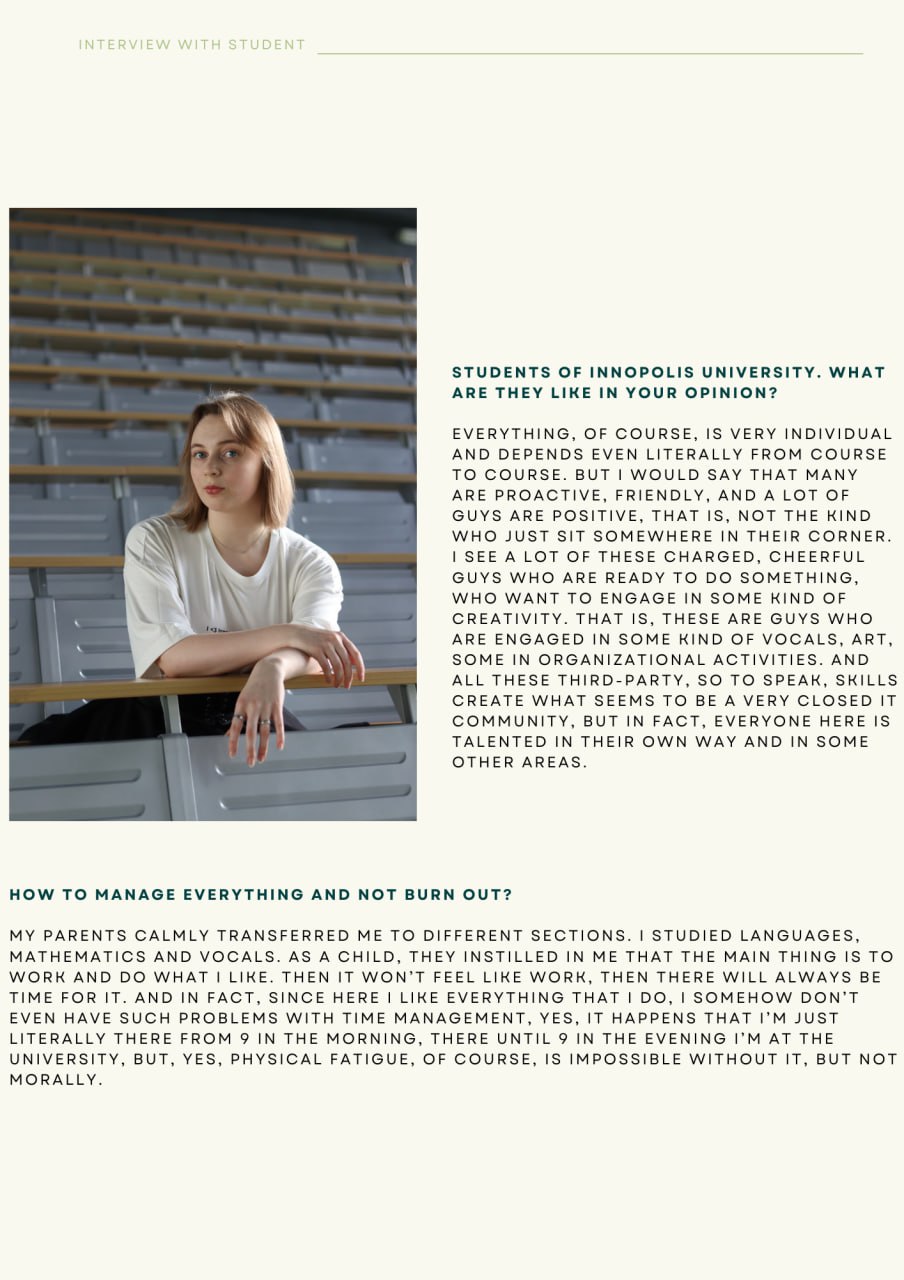 INTERVIEW WITH STUDENT
STUDENTS OF INNOPOLIS UNIVERSITY. WHAT
ARE THEY LIKE IN YOUR OPINION?
EVERYTHING, OF COURSE, IS VERY INDIVIDUAL
AND DEPENDS EVEN LITERALLY FROM COURSE
TO COURSE. BUT I WOULD SAY THAT MANY
ARE PROACTIVE, FRIENDLY, AND A LOT OF
GUYS ARE POSITIVE, THAT IS, NOT THE KIND
WHO JUST SIT SOMEWHERE IN THEIR CORNER.
I SEE A LOT OF THESE CHARGED, CHEERFUL
GUYS WHO ARE READY TO DO SOMETHING,
WHO WANT TO ENGAGE IN SOME KIND OF
CREATIVITY. THAT IS, THESE ARE GUYS WHO
ARE ENGAGED IN SOME KIND OF VOCALS, ART,
SOME IN ORGANIZATIONAL ACTIVITIES. AND
ALL THESE THIRD-PARTY, SO TO SPEAK, SKILLS
CREATE WHAT SEEMS TO BE A VERY CLOSED IT
COMMUNITY, BUT IN FACT, EVERYONE HERE IS
TALENTED IN THEIR OWN WAY AND IN SOME
OTHER AREAS.
HOW TO MANAGE EVERYTHING AND NOT BURN OUT?
MY PARENTS CALMLY TRANSFERRED ME TO DIFFERENT SECTIONS. I STUDIED LANGUAGES,
MATHEMATICS AND VOCALS. AS A CHILD, THEY INSTILLED IN ME THAT THE MAIN THING IS TO
WORK AND DO WHAT I LIKE. THEN IT WON'T FEEL LIKE WORK, THEN THERE WILL ALWAYS BE
TIME FOR IT. AND IN FACT, SINCE HERE I LIKE EVERYTHING THAT I DO, I SOMEHOW DON'T
EVEN HAVE SUCH PROBLEMS WITH TIME MANAGEMENT, YES, IT HAPPENS THAT I'M JUST
LITERALLY THERE FROM 9 IN THE MORNING, THERE UNTIL 9 IN THE EVENING I'M AT THE
UNIVERSITY, BUT, YES, PHYSICAL FATIGUE, OF COURSE, IS IMPOSSIBLE WITHOUT IT, BUT NOT
MORALLY.